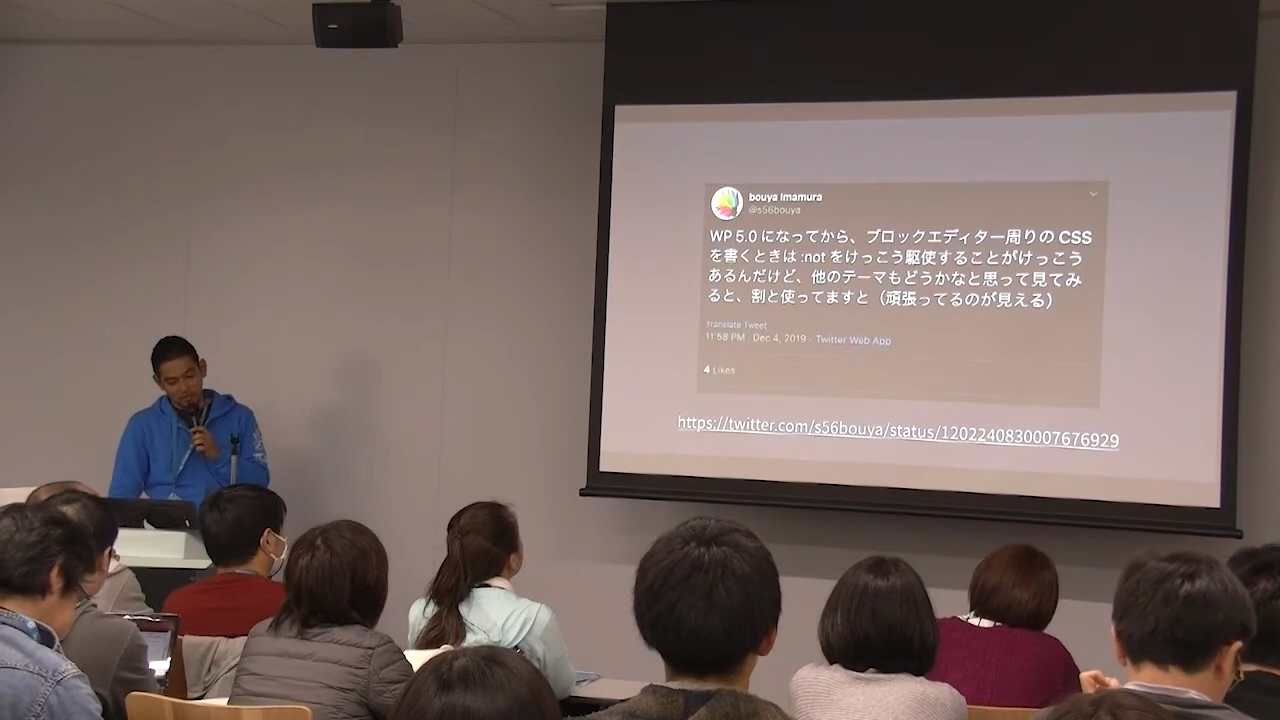 bouya imamura
@s56bouya
WP 5.0 になってから、ブロックエディター周りの CSS
を書くときは :not をけっこう駆使することがけっこう
あるんだけど、他のテーマもどうかなと思って見てみ
ると、割と使ってますと（頑張ってるのが見える）
Translate Tweet
11:58 PM · Dec 4, 2019 · Twitter Web App
4 Likes
https://twitter.com/s56bouya/status/1202240830007676929